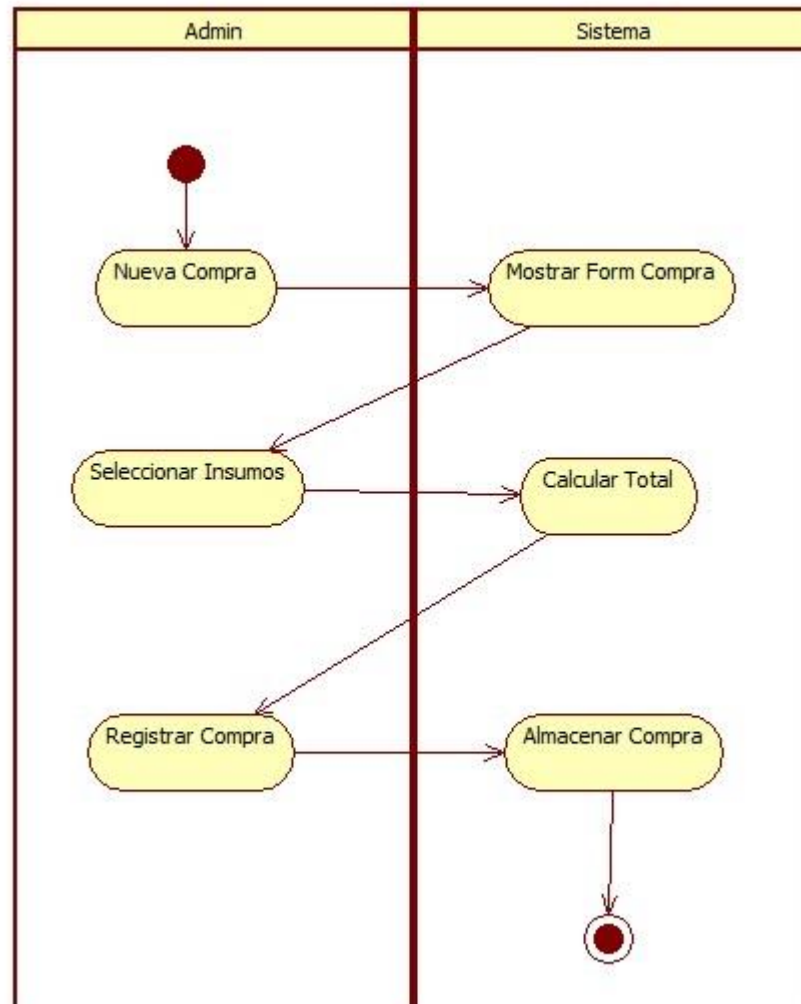 Admin
Sistema
Nueva Compra
Mostrar Form Compra
Seleccionar Insumos
Calcular Total
Registrar Compra
Almacenar Compra